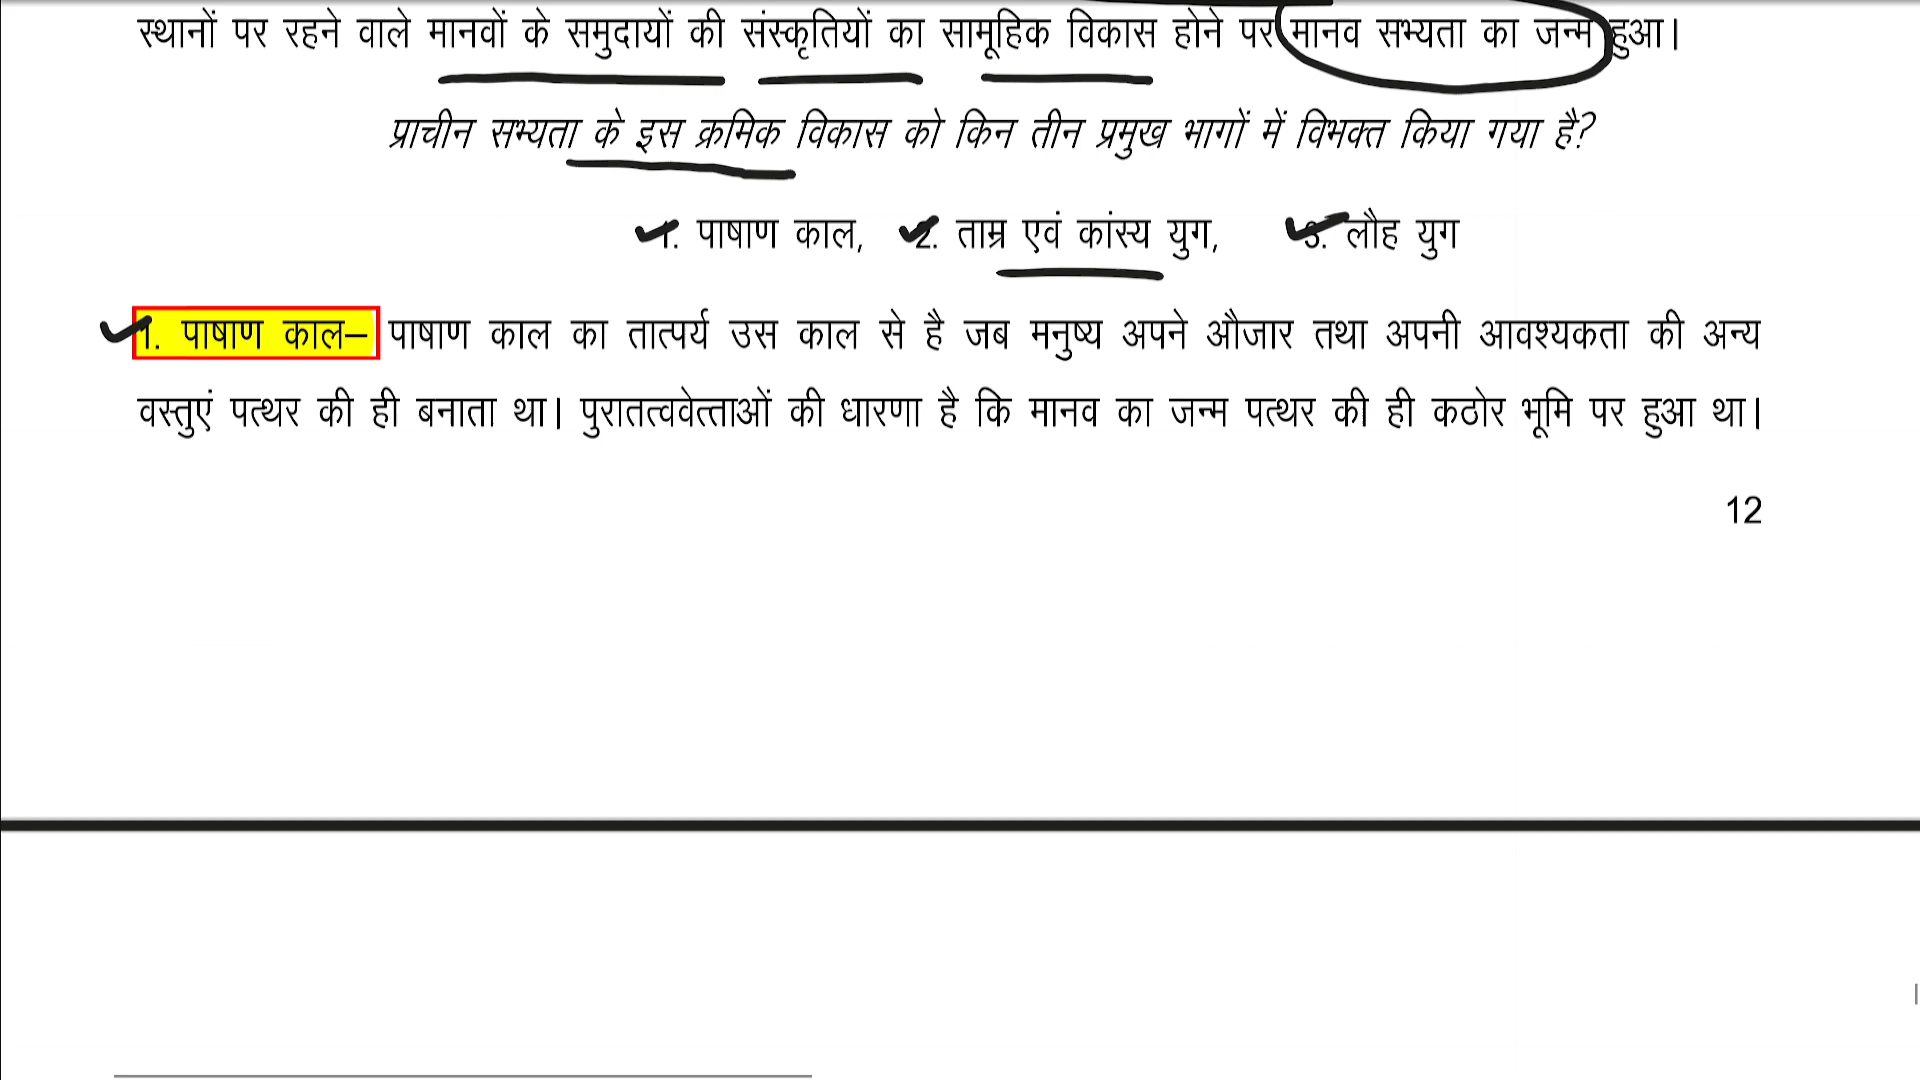 स्थानों पर रहने वाले मानवों के समुदायों की संस्कृतियों का सामूहिक विकास होने पर मानव सभ्यता का जन्म हुआ।
प्राचीन सभ्यता के इस क्रमिक विकास को किन तीन प्रमुख भागों में विभक्त किया गया है?
1. पाषाण काल, 2. ताम्र एवं कांस्य युग, 3. लौह युग
1. पाषाण काल– पाषाण काल का तात्पर्य उस काल से है जब मनुष्य अपने औजार तथा अपनी आवश्यकता की अन्य
वस्तुएं पत्थर की ही बनाता था। पुरातत्ववेत्ताओं की धारणा है कि मानव का जन्म पत्थर की ही कठोर भूमि पर हुआ था।
12